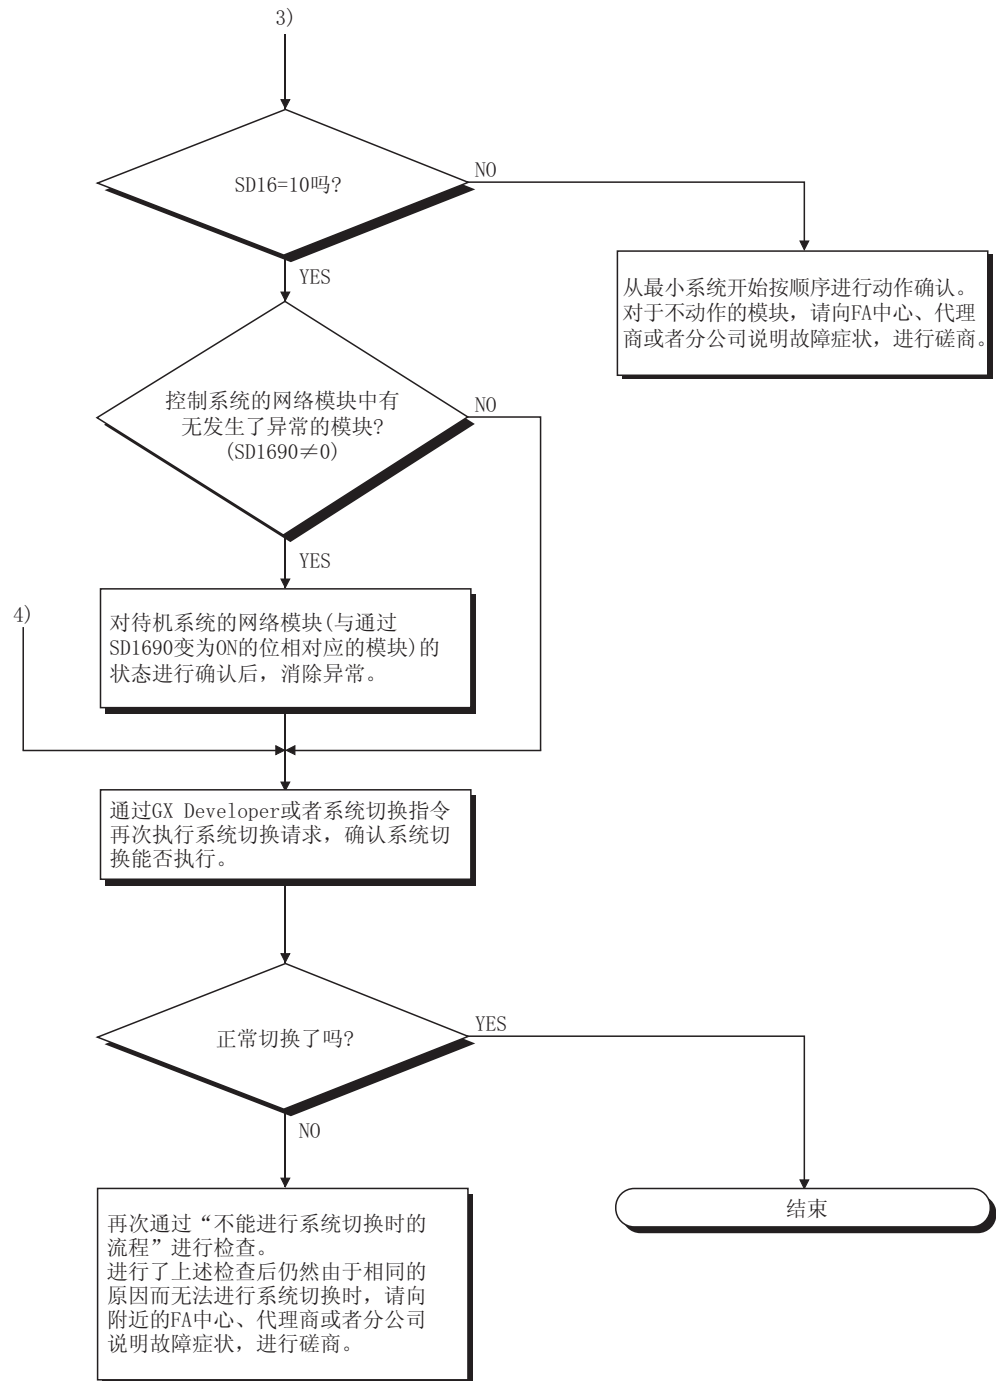 3)
SD16=10吗?
NO
YES
从最小系统开始按顺序进行动作确认。
对于不动作的模块，请向FA中心、代理
商或者分公司说明故障症状，进行磋商。
控制系统的网络模块中有
无发生了异常的模块?
(SD1690≠0)
NO
YES
4)
对待机系统的网络模块(与通过
SD1690变为ON的位相对应的模块)的
状态进行确认后，消除异常。
通过GX Developer或者系统切换指令
再次执行系统切换请求，确认系统切
换能否执行。
正常切换了吗?
YES
NO
再次通过“不能进行系统切换时的
流程”进行检查。
进行了上述检查后仍然由于相同的
原因而无法进行系统切换时，请向
附近的FA中心、代理商或者分公司
说明故障症状，进行磋商。
结束